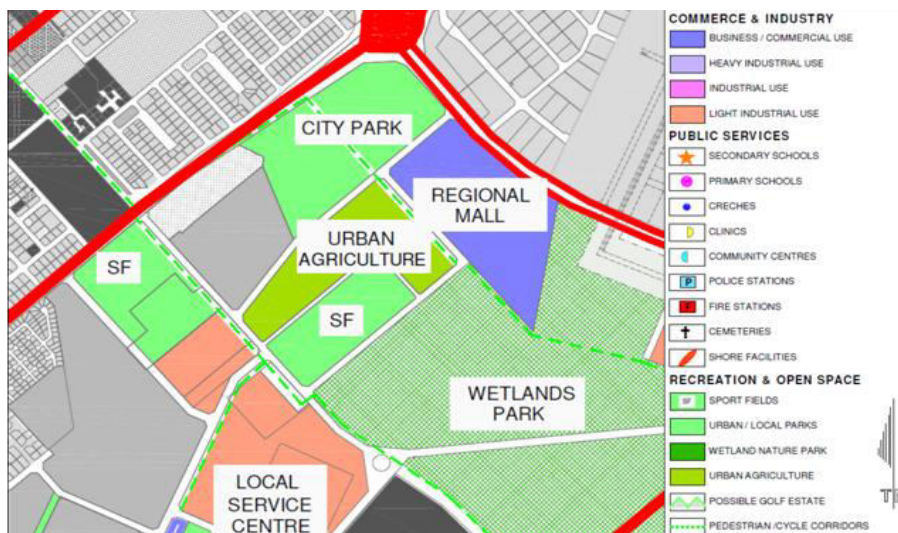 CITY PARK
REGIONAL
MALL
URBAN
AGRICULTURE
SF
SF
WETLANDS
PARK
LOCAL
SERVICE
CENTRE
COMMERCE & INDUSTRY
BUSINESS / COMMERCIAL USE
HEAVY INDUSTRIAL USE
INDUSTRIAL USE
LIGHT INDUSTRIAL USE
PUBLIC SERVICES
SECONDARY SCHOOLS
PRIMARY SCHOOLS
CRECHES
CLINICS
COMMUNITY CENTRES
P POLICE STATIONS
F FIRE STATIONS
CEMETERIES
SHORE FACILITIES
RECREATION & OPEN SPACE
SF SPORT FIELDS
URBAN / LOCAL PARKS
WETLAND NATURE PARK
URBAN AGRICULTURE
POSSIBLE GOLF ESTATE
PEDESTRIAN /CYCLE CORRIDORS